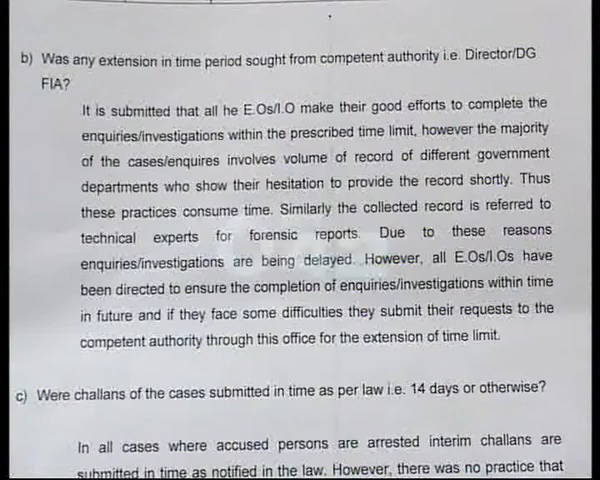 b) Was any extension in time period sought from competent authority i.e. Director/DG
FIA?
It is submitted that all he E.Os/I.O make their good efforts to complete the
enquiries/investigations within the prescribed time limit, however the majority
of the cases/enquires involves volume of record of different government
departments who show their hesitation to provide the record shortly. Thus
these practices consume time. Similarly the collected record is referred to
technical experts for forensic reports. Due to these reasons
enquiries/investigations are being delayed. However, all E.Os/I.Os have
been directed to ensure the completion of enquiries/investigations within time
in future and if they face some difficulties they submit their requests to the
competent authority through this office for the extension of time limit.
c) Were challans of the cases submitted in time as per law i.e. 14 days or otherwise?
In all cases where accused persons are arrested interim challans are
submitted in time as notified in the law. However, there was no practice that